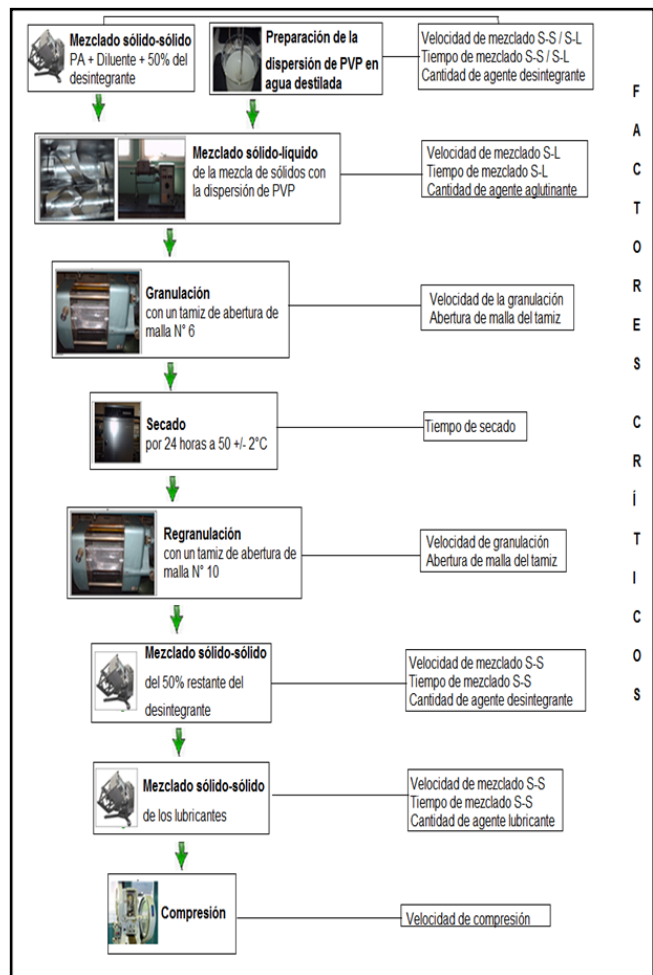 Mezclado sólido-sólido
PA + Diluente + 50% del
desintegrante
Preparación de la
dispersión de PVP en
agua destilada
Velocidad de mezclado S-S / S-L
Tiempo de mezclado S-S / S-L
Cantidad de agente desintegrante
Mezclado sólido-líquido
de la mezcla de sólidos con
la dispersión de PVP
Velocidad de mezclado S-L
Tiempo de mezclado S-L
Cantidad de agente aglutinante
Granulación
con un tamiz de abertura de
malla N° 6
Velocidad de la granulación
Abertura de malla del tamiz
Secado
por 24 horas a 50 +/- 2°C
Tiempo de secado
Regranulación
con un tamiz de abertura de
malla N° 10
Velocidad de granulación
Abertura de malla del tamiz
Mezclado sólido-sólido
del 50% restante del
desintegrante
Velocidad de mezclado S-S
Tiempo de mezclado S-S
Cantidad de agente desintegrante
Mezclado sólido-sólido
de los lubricantes
Velocidad de mezclado S-S
Tiempo de mezclado S-S
Cantidad de agente lubricante
Compresión
Velocidad de compresión
FACTORES CRÍTICOS